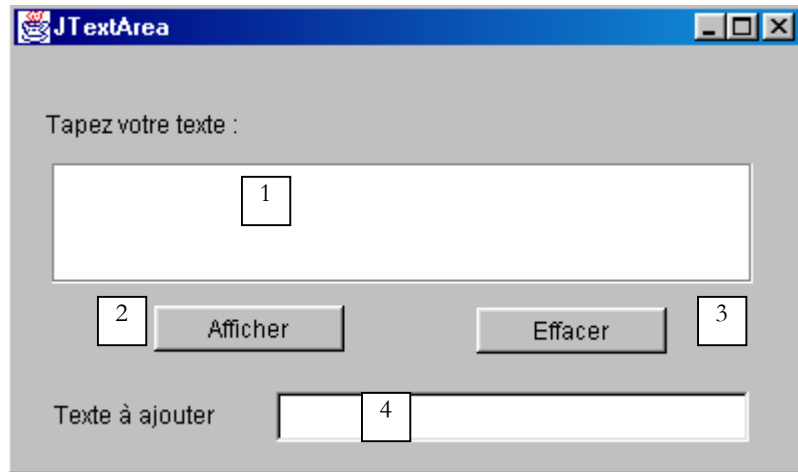 JTextArea
Tapez votre texte :
1
2 Afficher Effacer 3
Texte à ajouter 4